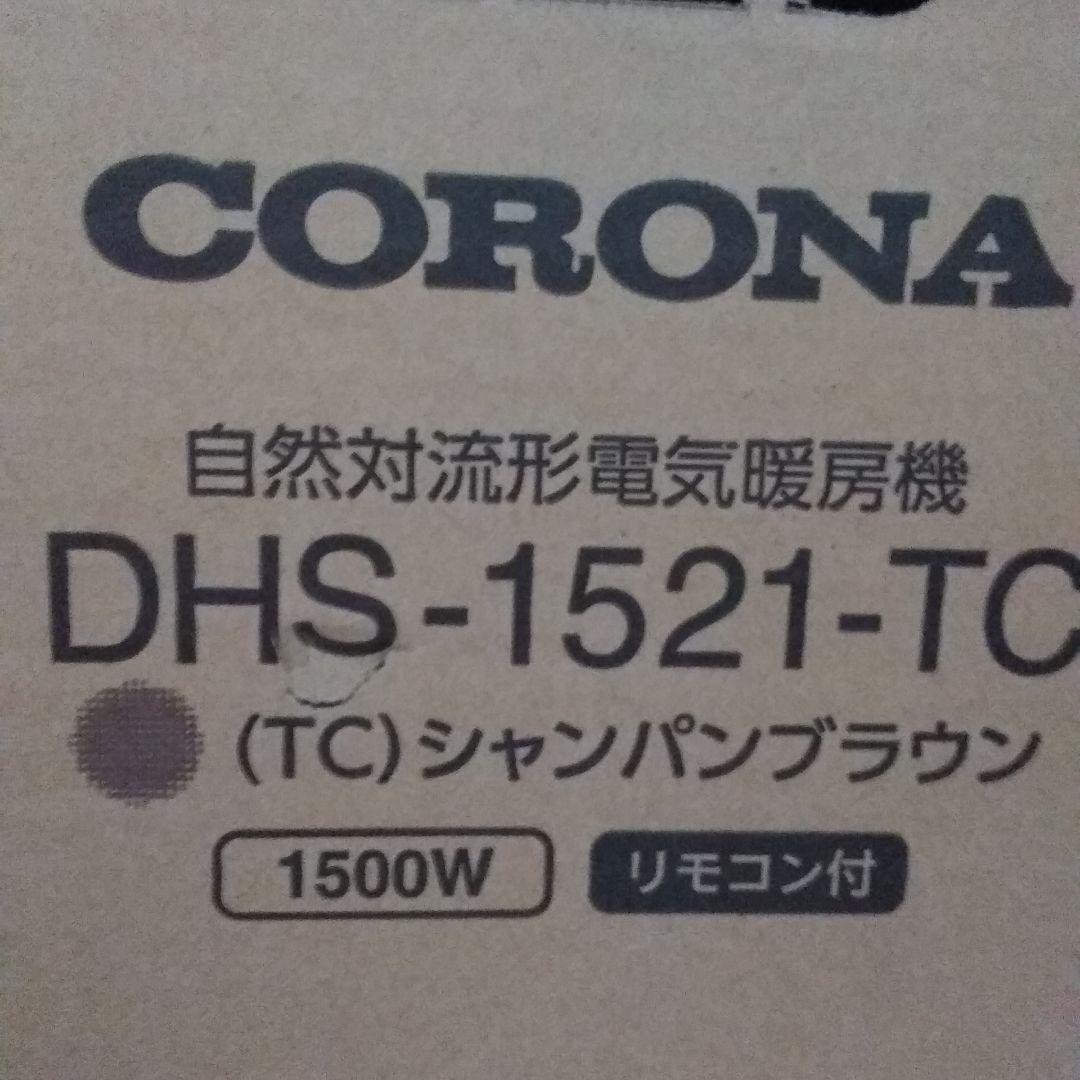 CORONA
自然対流形電気暖房機
DHS-1521-TC
(TC)シャンパンブラウン
1500W リモコン付